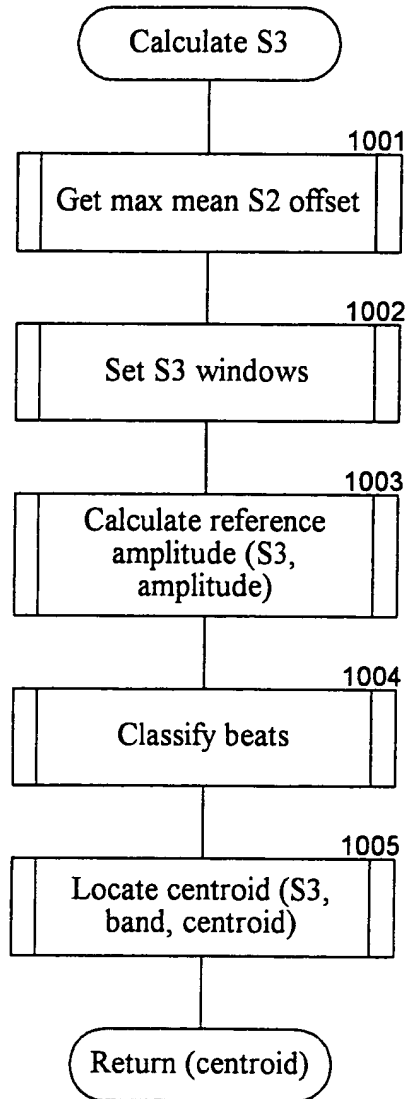 Calculate S3
1001
Get max mean S2 offset
1002
Set S3 windows
1003
Calculate reference
amplitude (S3,
amplitude)
1004
Classify beats
1005
Locate centroid (S3,
band, centroid)
Return (centroid)